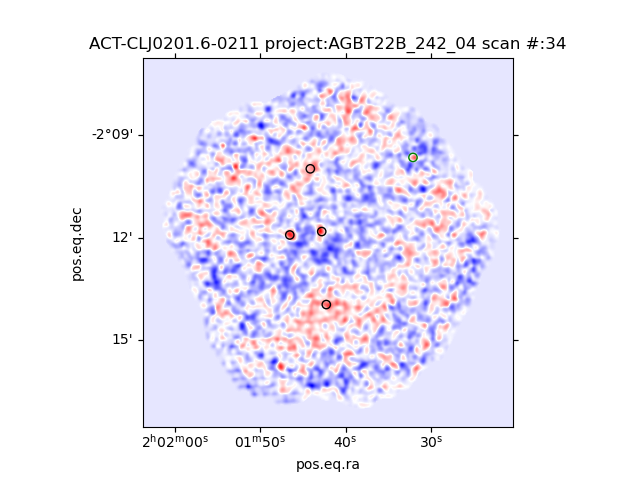 ACT-CLJ0201.6-0211 project:AGBT22B_242_04 scan #:34
-2°09'
12'
15'
pos.eq.dec
2ʰ02ᵐ00ˢ 01ᵐ50ˢ 40ˢ 30ˢ
pos.eq.ra